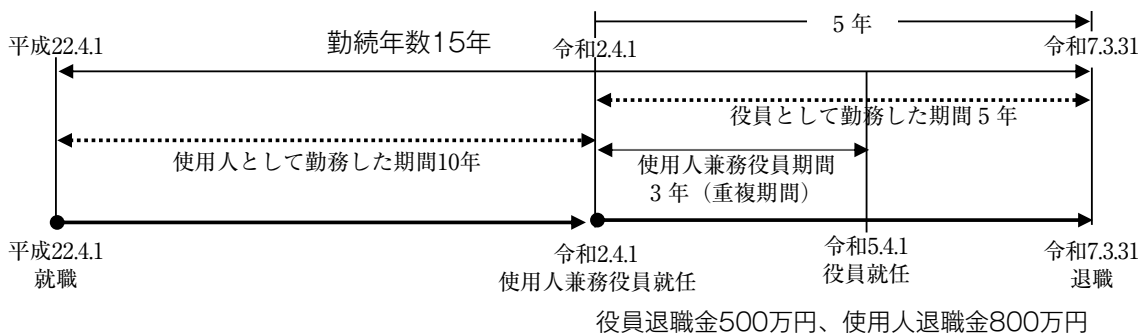 5 年
平成22.4.1
勤続年数15年
令和2.4.1
令和7.3.31
役員として勤務した期間 5 年
使用人として勤務した期間10年
使用人兼務役員期間
3 年（重複期間）
平成22.4.1
就職
令和2.4.1
使用人兼務役員就任
令和5.4.1
役員就任
令和7.3.31
退職
役員退職金500万円、使用人退職金800万円